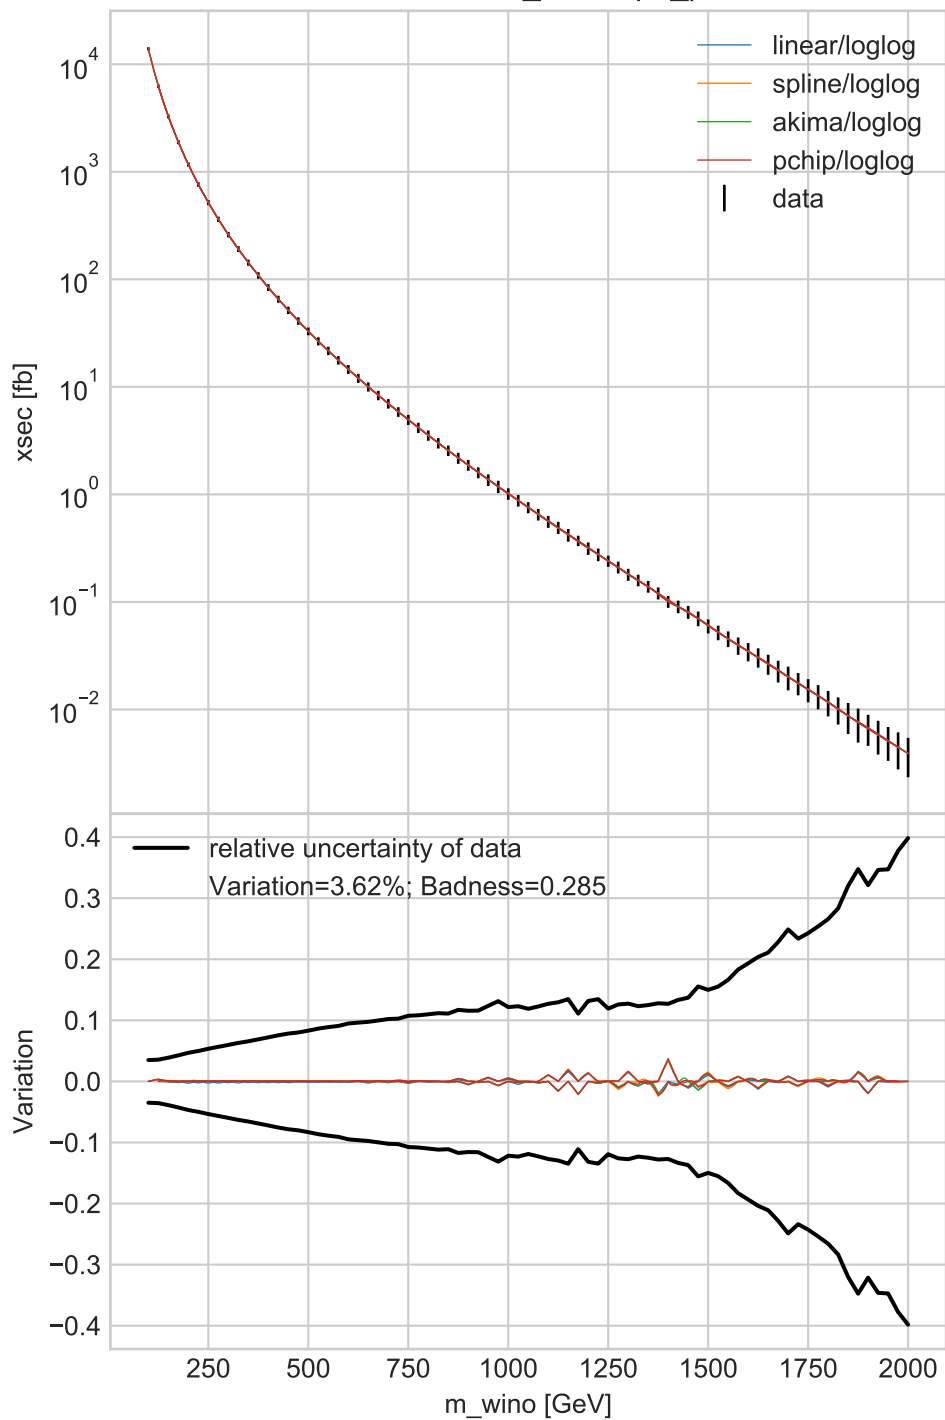 linear/loglog
spline/loglog
akima/loglog
pchip/loglog
data
10^4
10^3
10^2
10^1
10^0
10^−1
10^−2
xsec [fb]
relative uncertainty of data
Variation=3.62%; Badness=0.285
0.4
0.3
0.2
0.1
0.0
−0.1
−0.2
−0.3
−0.4
Variation
250 500 750 1000 1250 1500 1750 2000
m_wino [GeV]